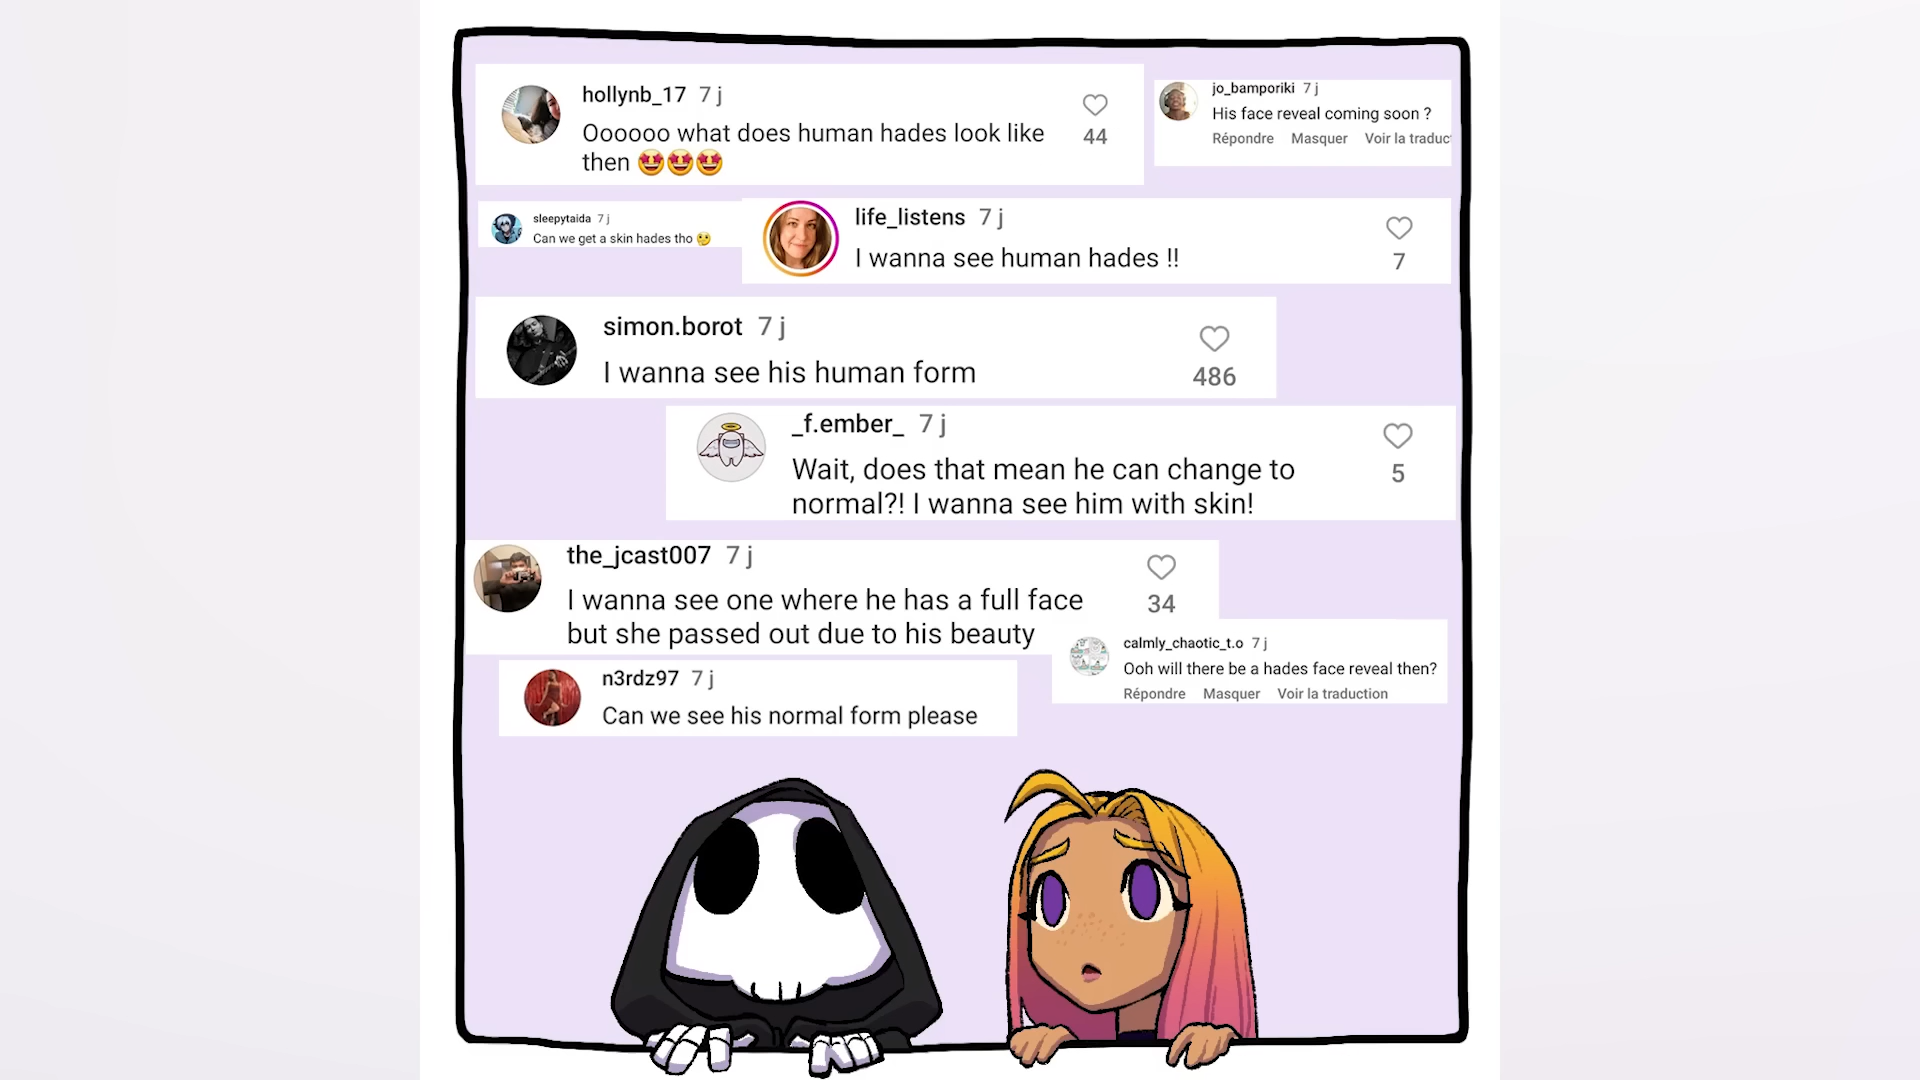 hollynb_17 7 j
Oooooo what does human hades look like
then 🤩🤩🤩
44
jo_bamporiki 7 j
His face reveal coming soon ?
Répondre Masquer Voir la traduc
sleepytaida 7 j
Can we get a skin hades tho 🤔
life_listens 7 j
I wanna see human hades !!
7
simon.borot 7 j
I wanna see his human form
486
_f.ember_ 7 j
Wait, does that mean he can change to
normal?! I wanna see him with skin!
5
the_jcast007 7 j
I wanna see one where he has a full face
but she passed out due to his beauty
34
calmly_chaotic_t.o 7 j
Ooh will there be a hades face reveal then?
Répondre Masquer Voir la traduction
n3rdz97 7 j
Can we see his normal form please